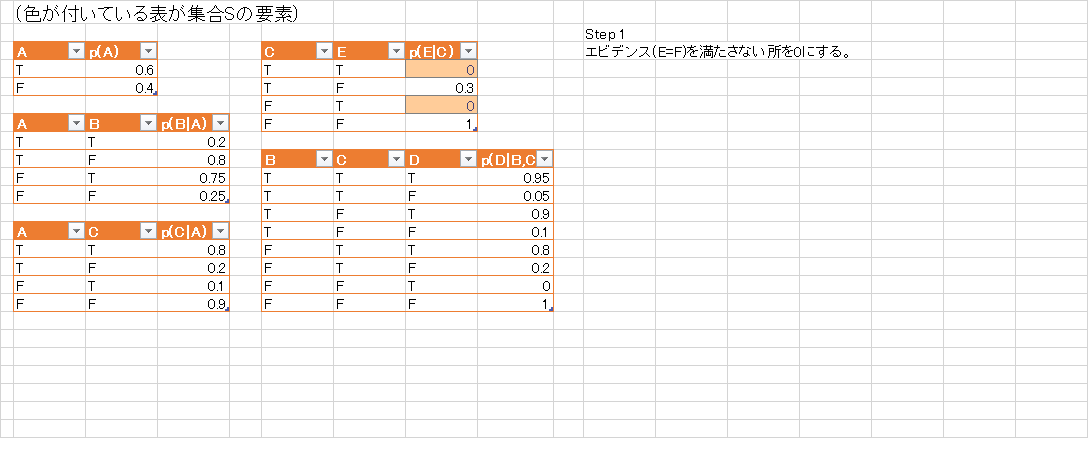 （色が付いている表が集合Sの要素）
A p(A)
T 0.6
F 0.4
A B p(B|A)
T T 0.2
T F 0.8
F T 0.75
F F 0.25
A C p(C|A)
T T 0.8
T F 0.2
F T 0.1
F F 0.9
C E p(E|C)
T T 0
T F 0.3
F T 0
F F 1
B C D p(D|B,C
T T T 0.95
T T F 0.05
T F T 0.9
T F F 0.1
F T T 0.8
F T F 0.2
F F T 0
F F F 1
Step 1
エビデンス(E=F)を満たさない所を0にする。